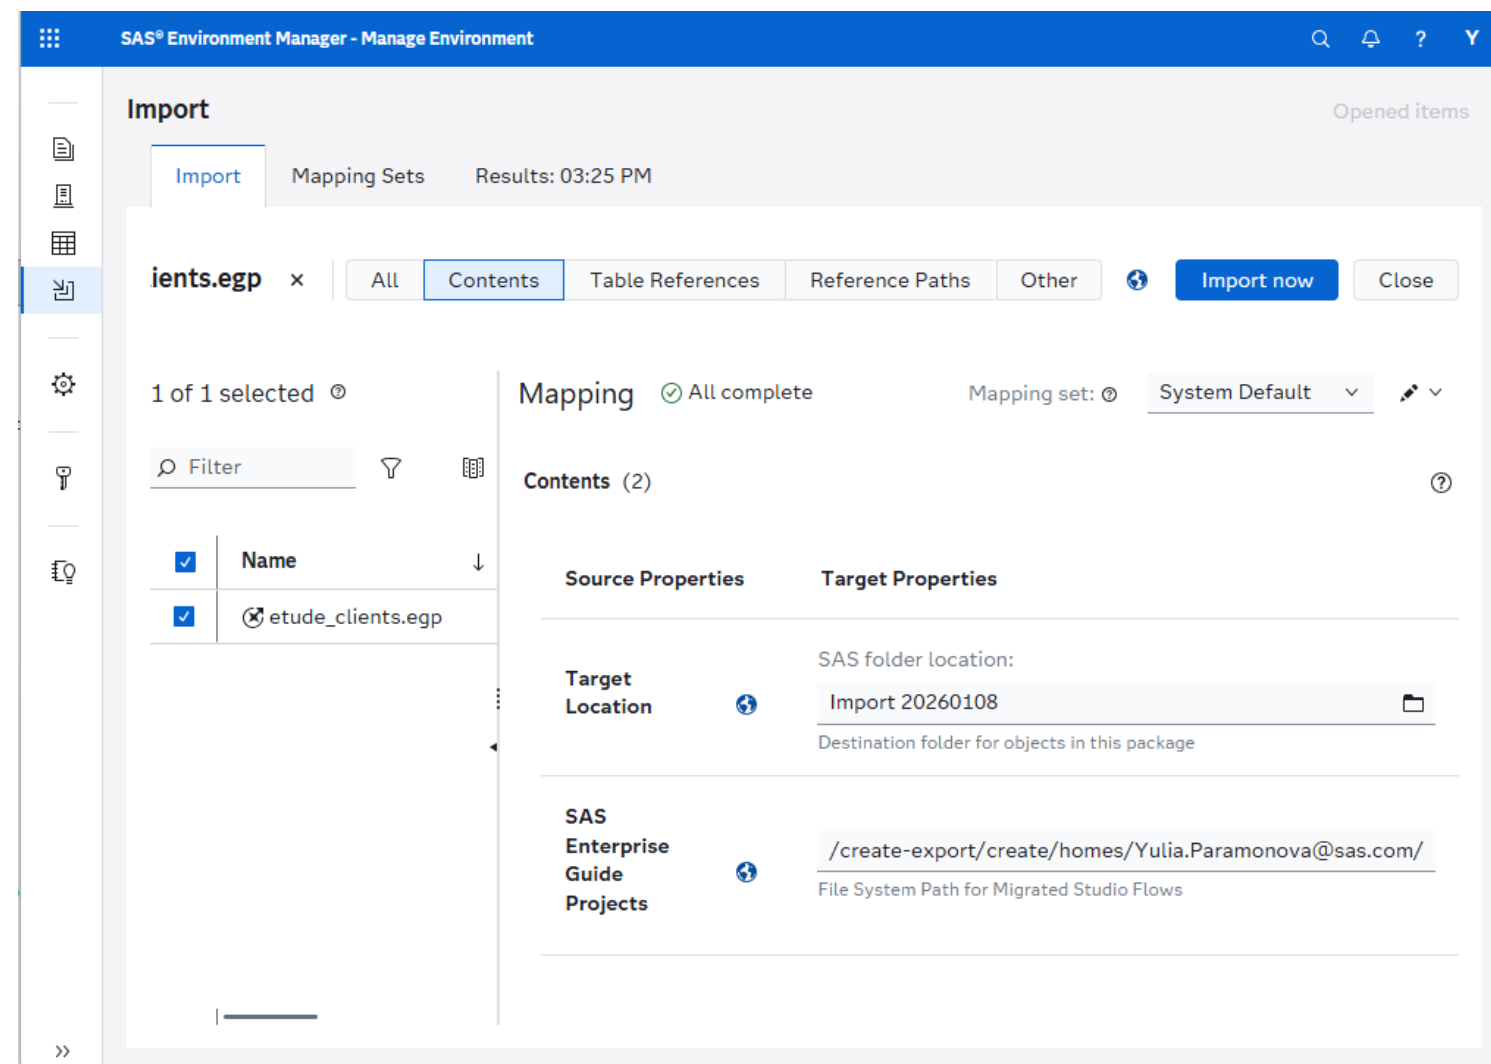 SAS® Environment Manager - Manage Environment
? Y
Import
Opened items
Import Mapping Sets Results: 03:25 PM
ients.egp × All Contents Table References Reference Paths Other Import now Close
1 of 1 selected
Mapping All complete Mapping set: System Default
Filter
Contents (2)
Name
etude_clients.egp
Source Properties Target Properties
SAS folder location:
Target
Location
Import 20260108
Destination folder for objects in this package
SAS
Enterprise
Guide
Projects
/create-export/create/homes/Yulia.Paramonova@sas.com/
File System Path for Migrated Studio Flows